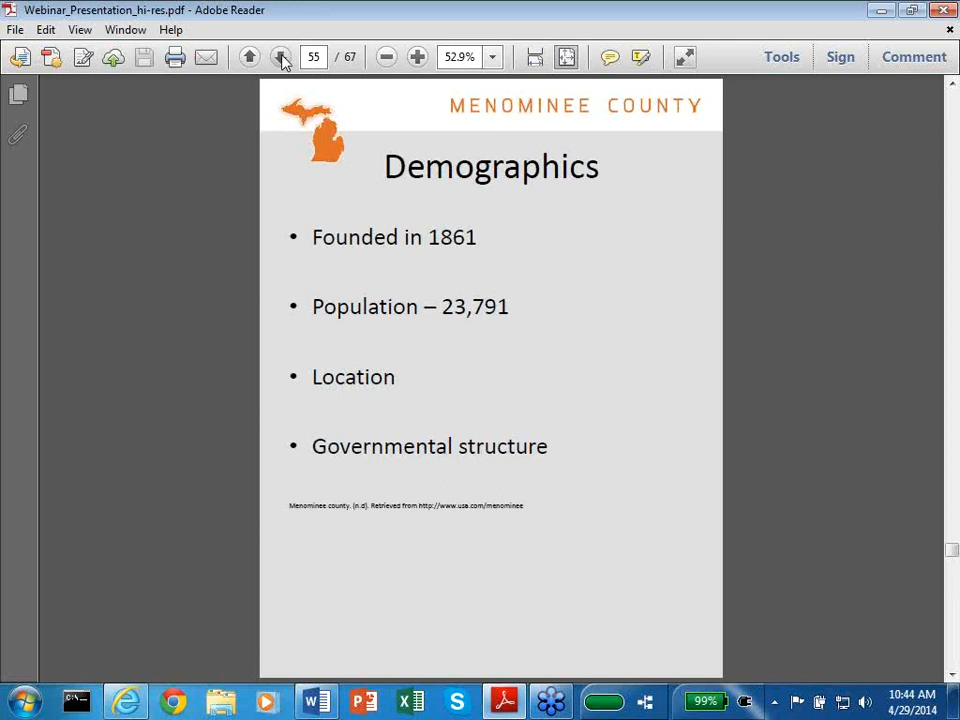 Webinar_Presentation_hi-res.pdf - Adobe Reader
File Edit View Window Help
55 / 67 52.9% Tools Sign Comment
MENOMINEE COUNTY
Demographics
• Founded in 1861
• Population – 23,791
• Location
• Governmental structure
Menominee county. (n.d). Retrieved from http://www.usa.com/menominee
99%
10:44 AM
4/29/2014